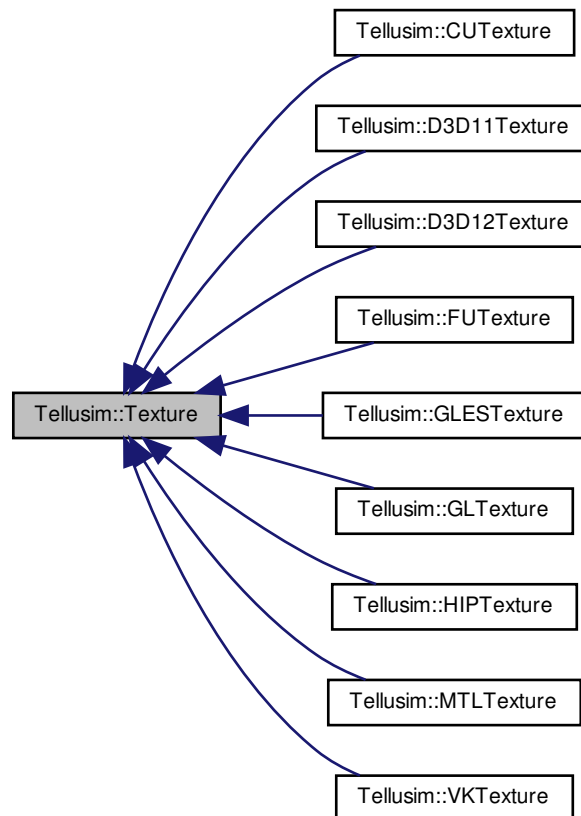 Tellusim::CUTexture
Tellusim::D3D11Texture
Tellusim::D3D12Texture
Tellusim::FUTexture
Tellusim::Texture
Tellusim::GLESTexture
Tellusim::GLTexture
Tellusim::HIPTexture
Tellusim::MTLTexture
Tellusim::VKTexture